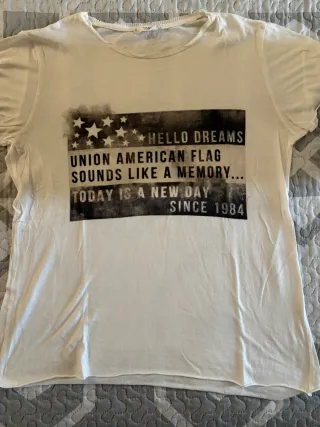 HELLO DREAMS
UNION AMERICAN FLAG
SOUNDS LIKE A MEMORY...
TODAY IS A NEW DAY
SINCE 1984